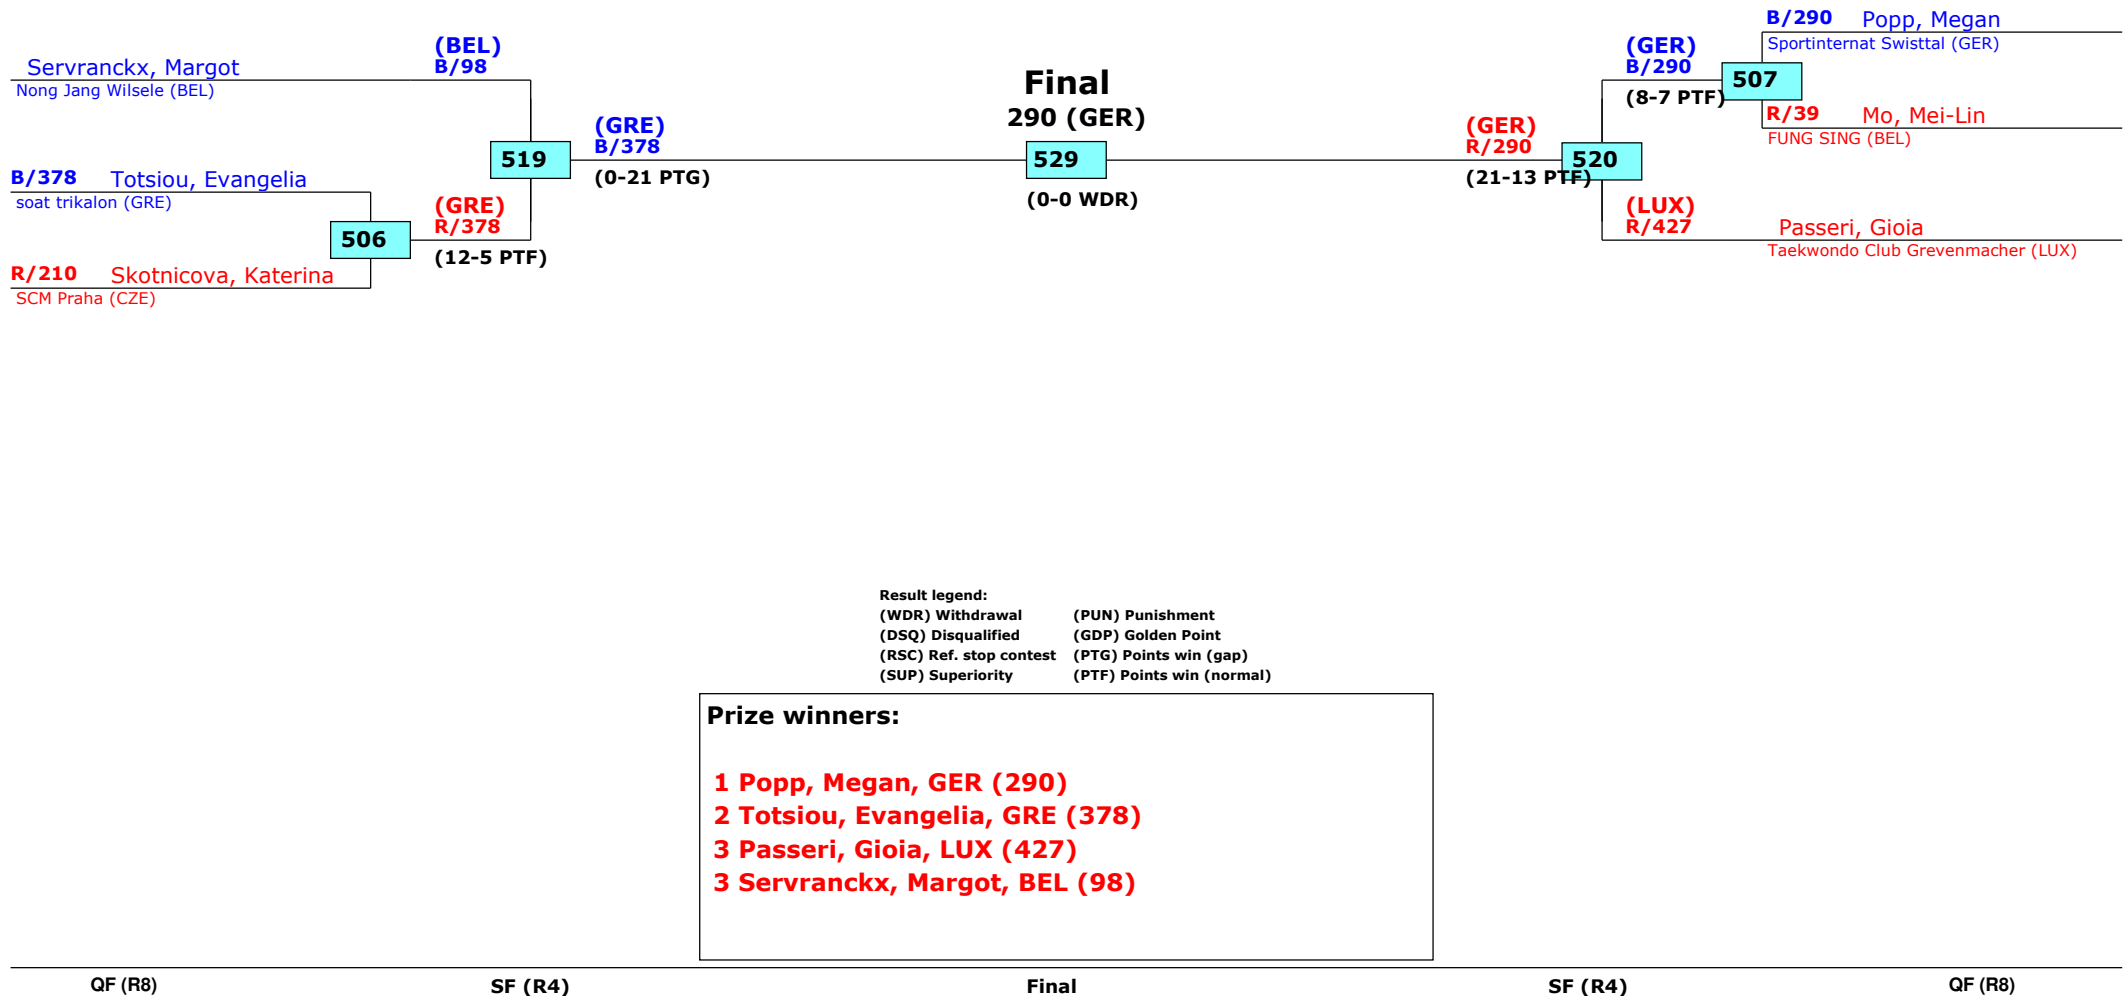 Servranckx, Margot
Nong Jang Wilsele (BEL)
(BEL)
B/98
B/378 Totsiou, Evangelia
soat trikalon (GRE)
506
R/210 Skotnicova, Katerina
SCM Praha (CZE)
(GRE)
R/378
(12-5 PTF)
519
(GRE)
B/378
(0-21 PTG)
Final
290 (GER)
529
(0-0 WDR)
(GER)
R/290
(21-13 PTF)
520
(GER)
B/290
(8-7 PTF)
507
B/290 Popp, Megan
Sportinternat Swisttal (GER)
R/39 Mo, Mei-Lin
FUNG SING (BEL)
(LUX)
R/427
Passeri, Gioia
Taekwondo Club Grevenmacher (LUX)
Result legend:
(WDR) Withdrawal (PUN) Punishment
(DSQ) Disqualified (GDP) Golden Point
(RSC) Ref. stop contest (PTG) Points win (gap)
(SUP) Superiority (PTF) Points win (normal)
Prize winners:
1 Popp, Megan, GER (290)
2 Totsiou, Evangelia, GRE (378)
3 Passeri, Gioia, LUX (427)
3 Servranckx, Margot, BEL (98)
QF (R8) SF (R4) Final SF (R4) QF (R8)